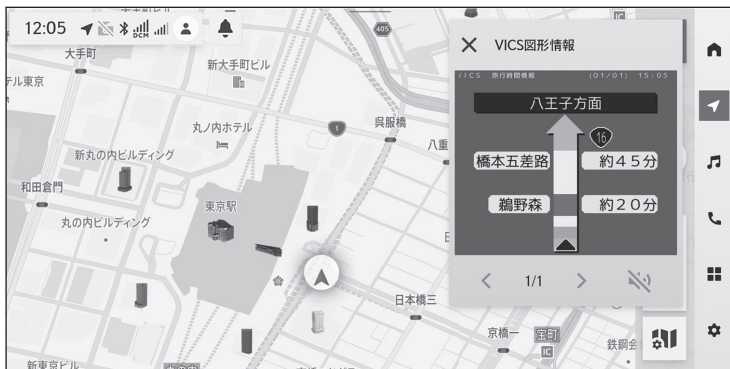 12:05
DCM
大手町
テル東京
新大手町ビル
405
IC
丸ノ内ホテル
1
呉服橋
八重
新丸の内ビルディング
和田倉門
丸の内ビルディング
東京駅
日本橋三
京橋一
宝町
IC
鉄鋼会
新東京ビル
VICS図形情報
VICS 旅行時間情報 (01/01) 15:05
八王子方面
16
橋本五差路 約45分
鵜野森 約20分
1/1